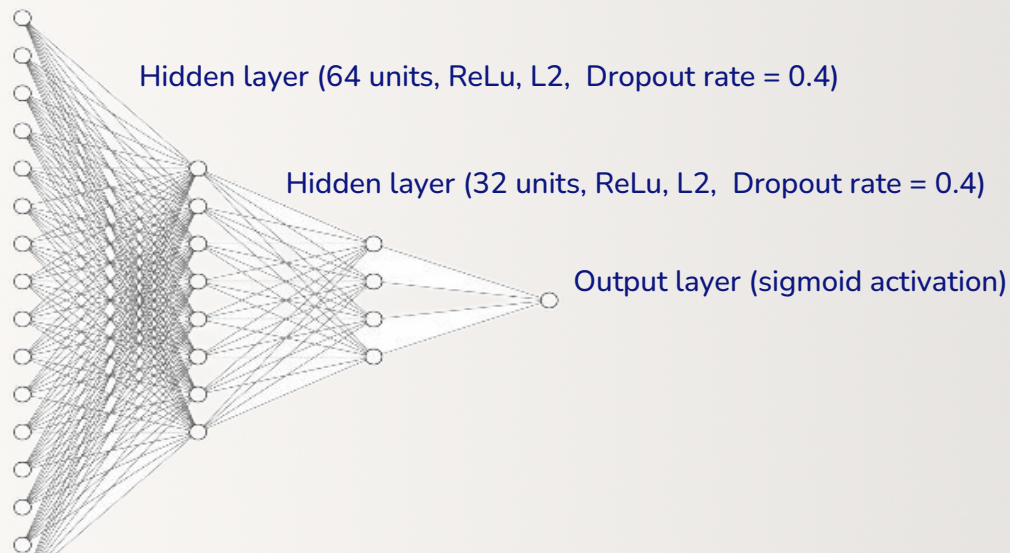 Hidden layer (64 units, ReLu, L2,  Dropout rate = 0.4)
Hidden layer (32 units, ReLu, L2,  Dropout rate = 0.4)
Output layer (sigmoid activation)